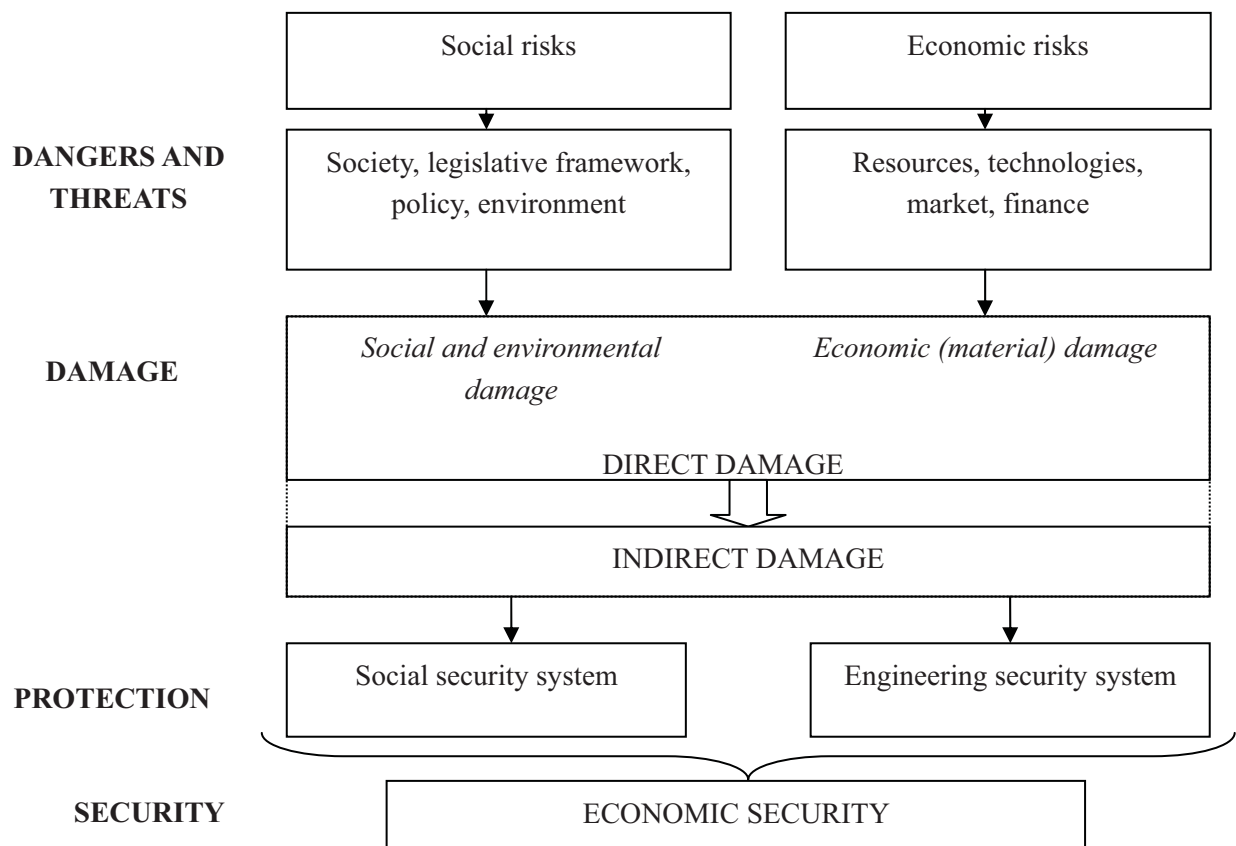 Social risks
Economic risks
DANGERS AND
THREATS
Society, legislative framework,
policy, environment
Resources, technologies,
market, finance
DAMAGE
Social and environmental
damage
Economic (material) damage
DIRECT DAMAGE
INDIRECT DAMAGE
PROTECTION
Social security system
Engineering security system
SECURITY
ECONOMIC SECURITY